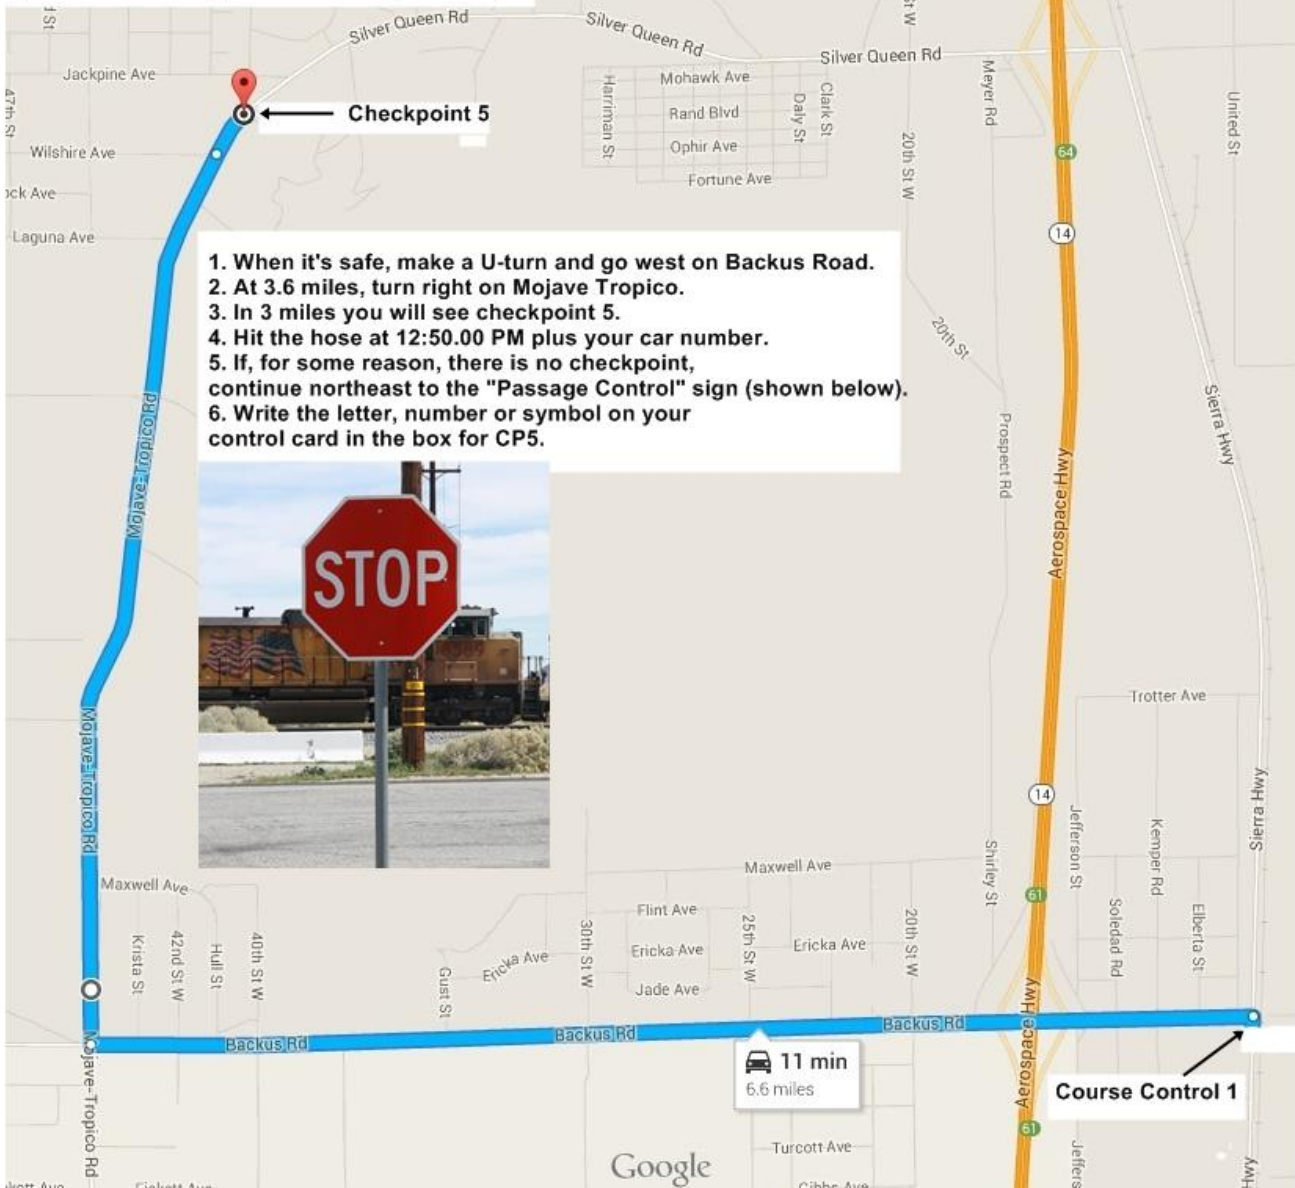 St
Silver Queen Rd
Silver Queen Rd
Silver Queen Rd
St W
Jackpine Ave
47th St
Checkpoint 5
Wilshire Ave
ock Ave
Laguna Ave
Harriman St
Mohawk Ave
Rand Blvd
Ophir Ave
Fortune Ave
Daly St
Clark St
20th St W
Meyer Rd
64
United St
14
1. When it's safe, make a U-turn and go west on Backus Road.
2. At 3.6 miles, turn right on Mojave Tropico.
3. In 3 miles you will see checkpoint 5.
4. Hit the hose at 12:50.00 PM plus your car number.
5. If, for some reason, there is no checkpoint,
continue northeast to the "Passage Control" sign (shown below).
6. Write the letter, number or symbol on your
control card in the box for CP5.
20th St
Prospect Rd
Sierra Hwy
Aerospace Hwy
Mojave-Tropico Rd
STOP
Trotter Ave
Mojave-Tropico Rd
14
Sierra Hwy
Jefferson St
Kemper Rd
Shirley St
Maxwell Ave
Maxwell Ave
61
Krista St
42nd St W
Hull St
40th St W
Gust St
Ericka Ave
30th St W
Flint Ave
Ericka Ave
Jade Ave
25th St W
Ericka Ave
20th St W
Soledad Rd
Elberta St
Aerospace Hwy
Backus Rd
Backus Rd
Backus Rd
11 min
6.6 miles
Course Control 1
Mojave-Tropico Rd
61
Turcott Ave
Google
Jeffers
Hwy